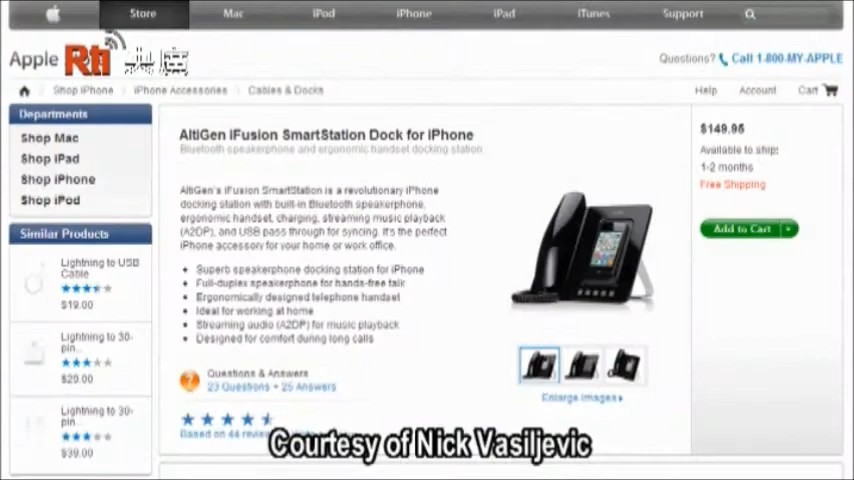 Store
Mac
iPod
iPhone
iPad
iTunes
Support
Apple
Rti 央廣
Questions? Call 1-800-MY-APPLE
Shop iPhone
iPhone Accessories
Cables & Docks
Help
Account
Cart
Departments
Shop Mac
Shop iPad
Shop iPhone
Shop iPod
Similar Products
Lightning to USB
Cable
$19.00
Lightning to 30-
pin...
$29.00
Lightning to 30-
pin...
$39.00
AltiGen iFusion SmartStation Dock for iPhone
Bluetooth speakerphone and ergonomic handset docking station.
AltiGen's iFusion SmartStation is a revolutionary iPhone
docking station with built-in Bluetooth speakerphone,
ergonomic handset, charging, streaming music playback
(A2DP), and USB pass through for syncing. It's the perfect
iPhone accessory for your home or work office.
• Superb speakerphone docking station for iPhone
• Full-duplex speakerphone for hands-free talk
• Ergonomically designed telephone handset
• Ideal for working at home
• Streaming audio (A2DP) for music playback
• Designed for comfort during long calls
Questions & Answers
23 Questions + 25 Answers
Based on 44
Enlarge images
$149.95
Available to ship:
1-2 months
Free Shipping
Add to Cart
Courtesy of Nick Vasiljevic